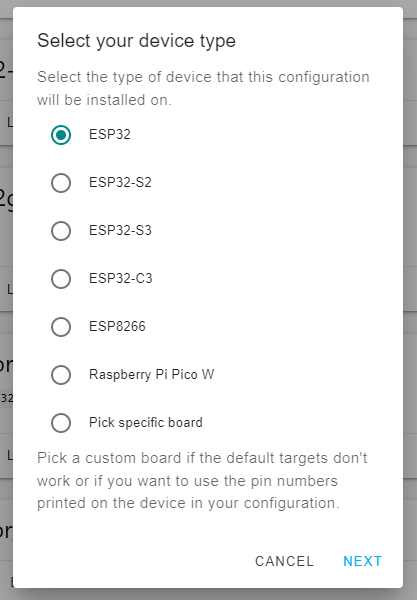 Select your device type
Select the type of device that this configuration
will be installed on.
ESP32
ESP32-S2
ESP32-S3
ESP32-C3
ESP8266
Raspberry Pi Pico W
Pick specific board
Pick a custom board if the default targets don't
work or if you want to use the pin numbers
printed on the device in your configuration.
CANCEL NEXT